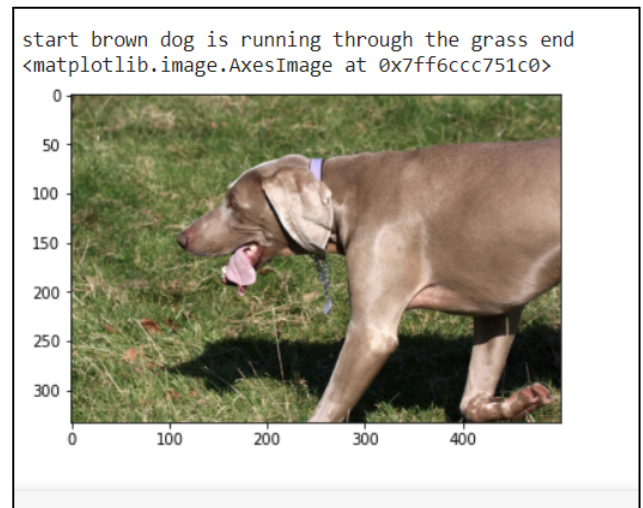 start brown dog is running through the grass end
<matplotlib.image.AxesImage at 0x7ff6ccc751c0>
0
50
100
150
200
250
300
0 100 200 300 400